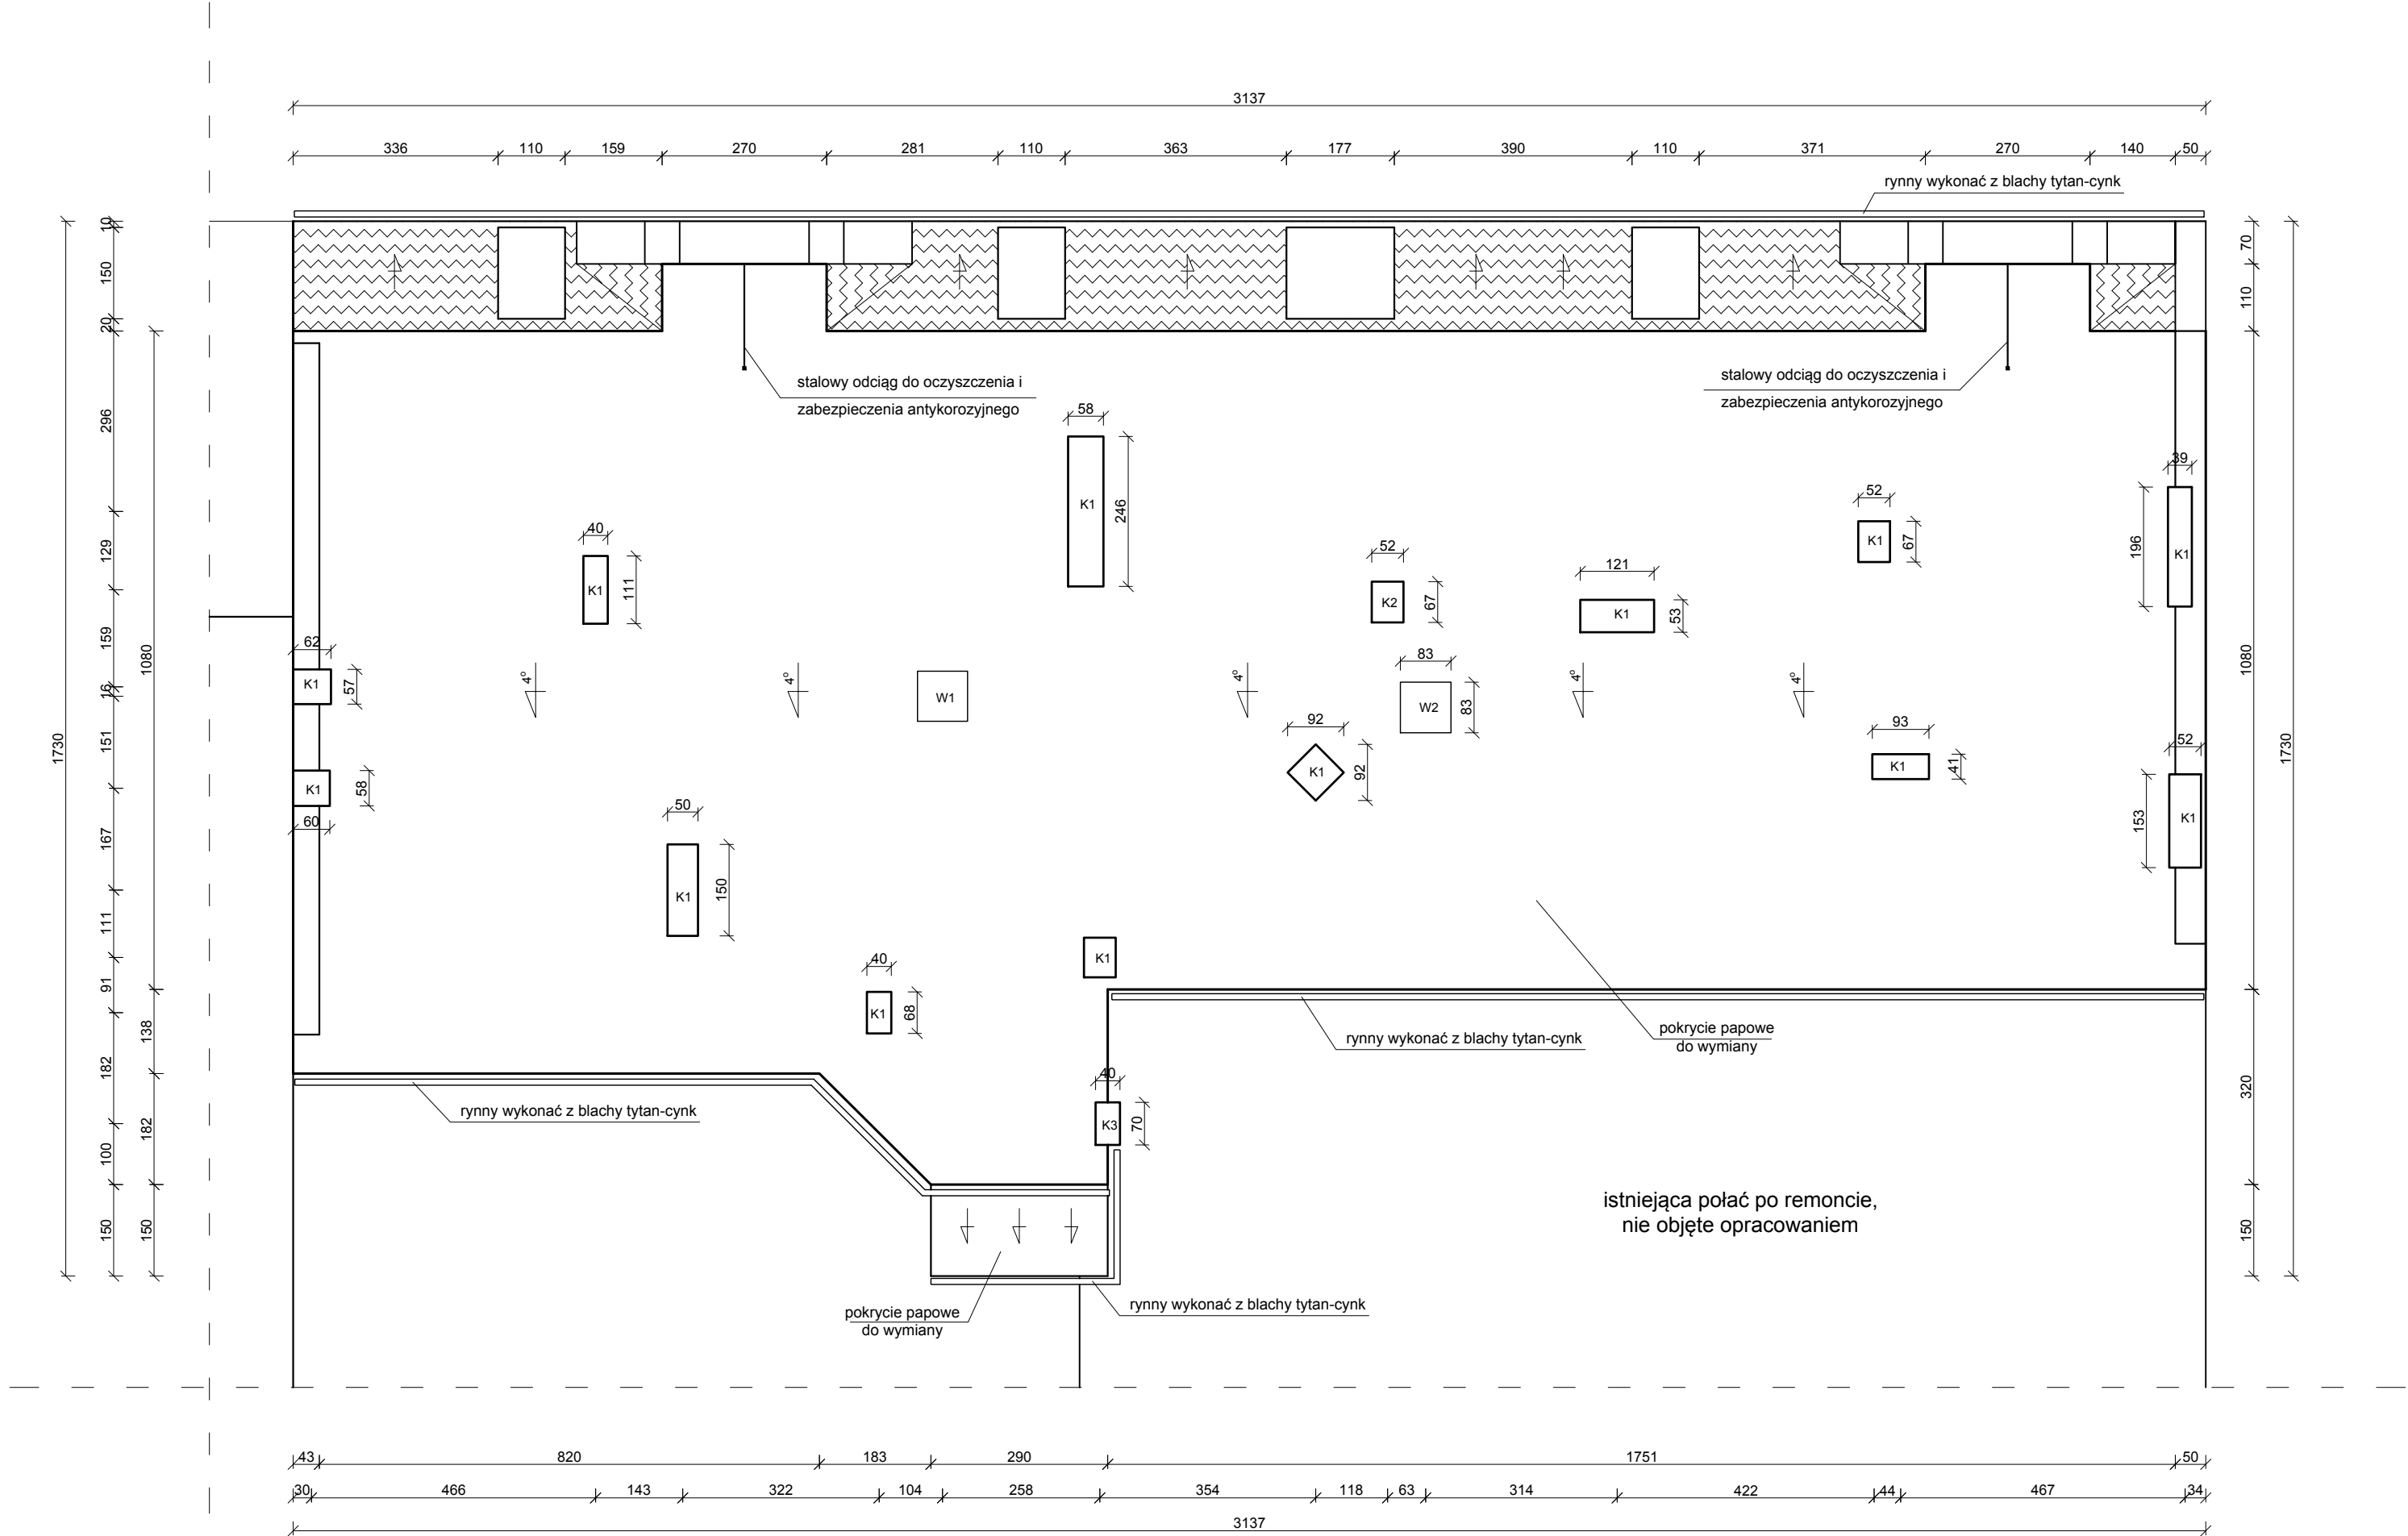 3137
336 110 159 270 281 110 363 177 390 110 371 270 140 50
rynny wykonać z blachy tytan-cynk
10 150 20 296 129 159 16 151 167 111 91 182 100 150
1080 138 182 150
1730
70 110 1080 320 150
1730
stalowy odciąg do oczyszczenia i
zabezpieczenia antykorozyjnego
stalowy odciąg do oczyszczenia i
zabezpieczenia antykorozyjnego
58
K1 246
39
K1 196
52
K1 67
40
K1 111
52
K2 67
121
K1 53
62
K1 57
4° 4° 4° 4° 4°
W1
83
W2 83
92
K1 92
93
K1 41
52
K1 153
K1 58
60
50
K1 150
K1
40
K1 68
rynny wykonać z blachy tytan-cynk
pokrycie papowe
do wymiany
40
K3 70
rynny wykonać z blachy tytan-cynk
istniejąca połać po remoncie,
nie objęte opracowaniem
rynny wykonać z blachy tytan-cynk
pokrycie papowe
do wymiany
43 820 183 290 1751 50
30 466 143 322 104 258 354 118 63 314 422 44 467 34
3137